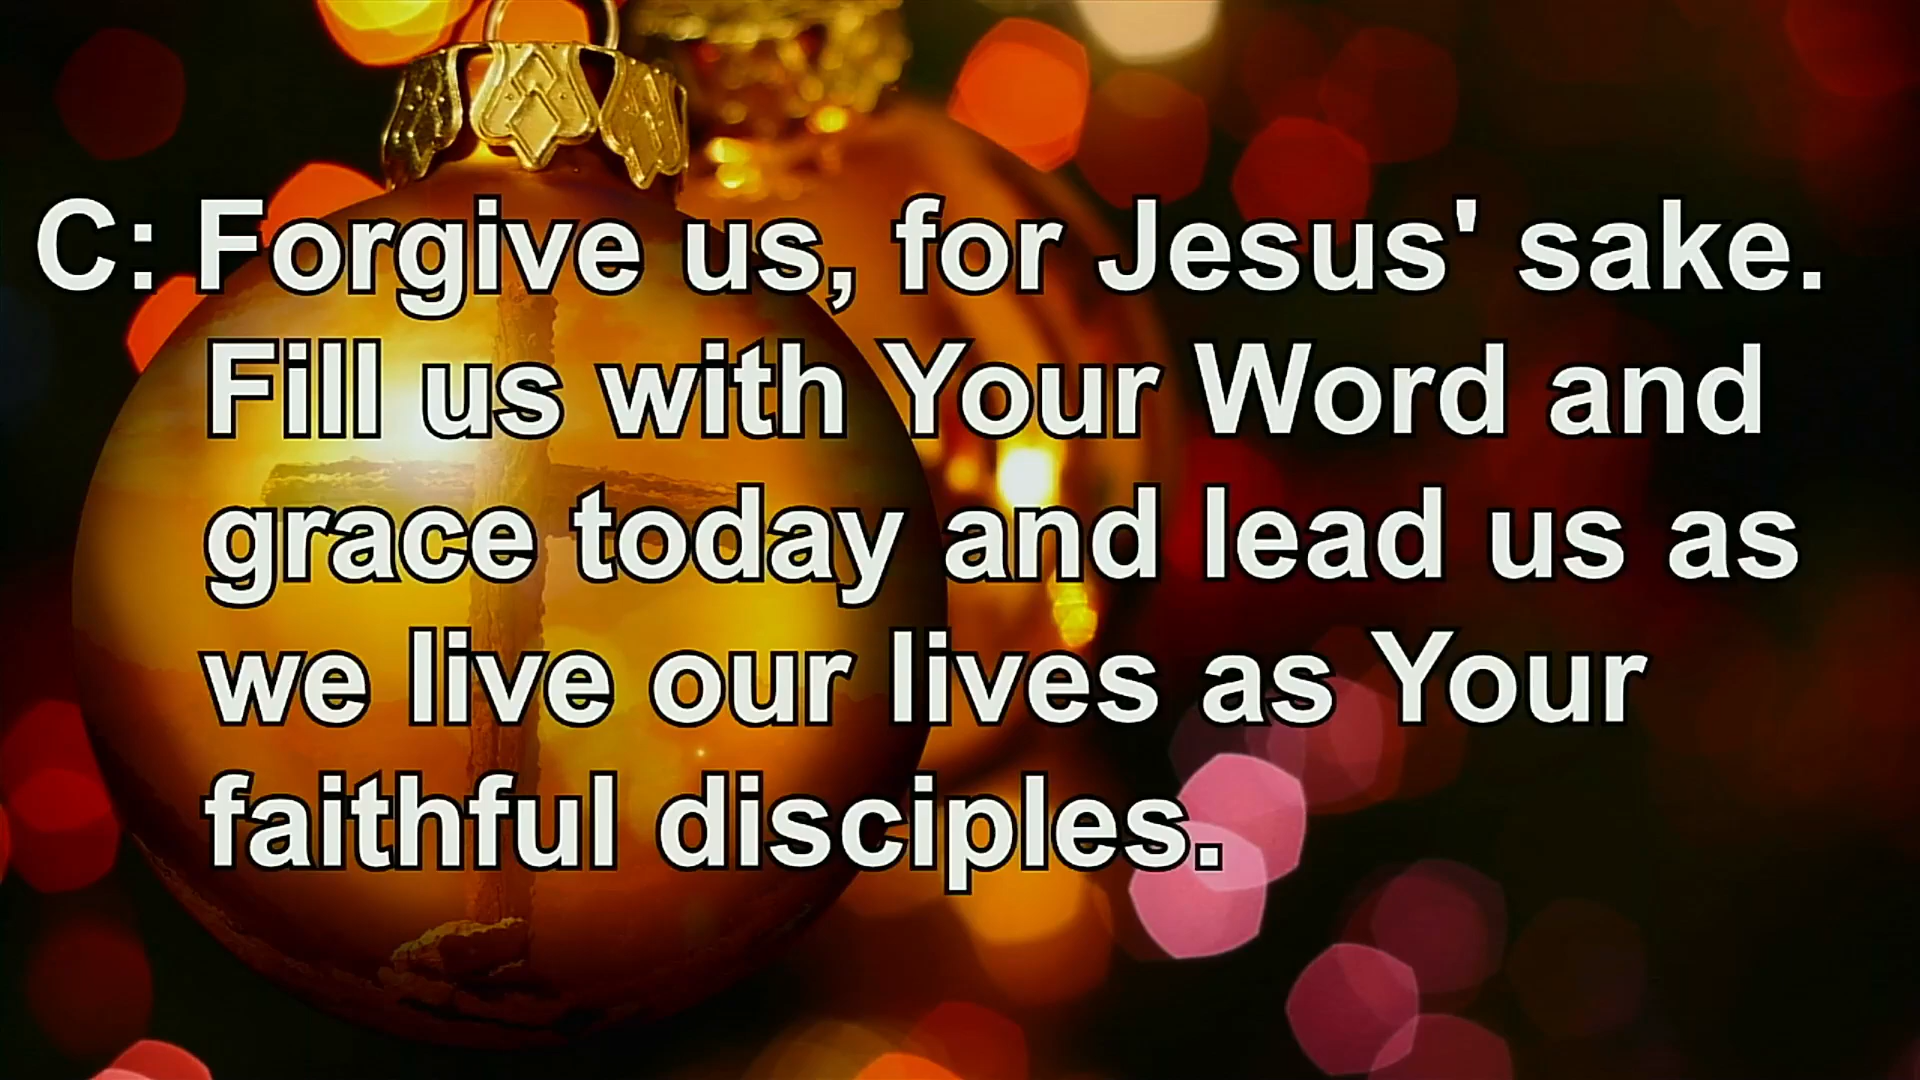 C: Forgive us, for Jesus' sake.
Fill us with Your Word and
grace today and lead us as
we live our lives as Your
faithful disciples.